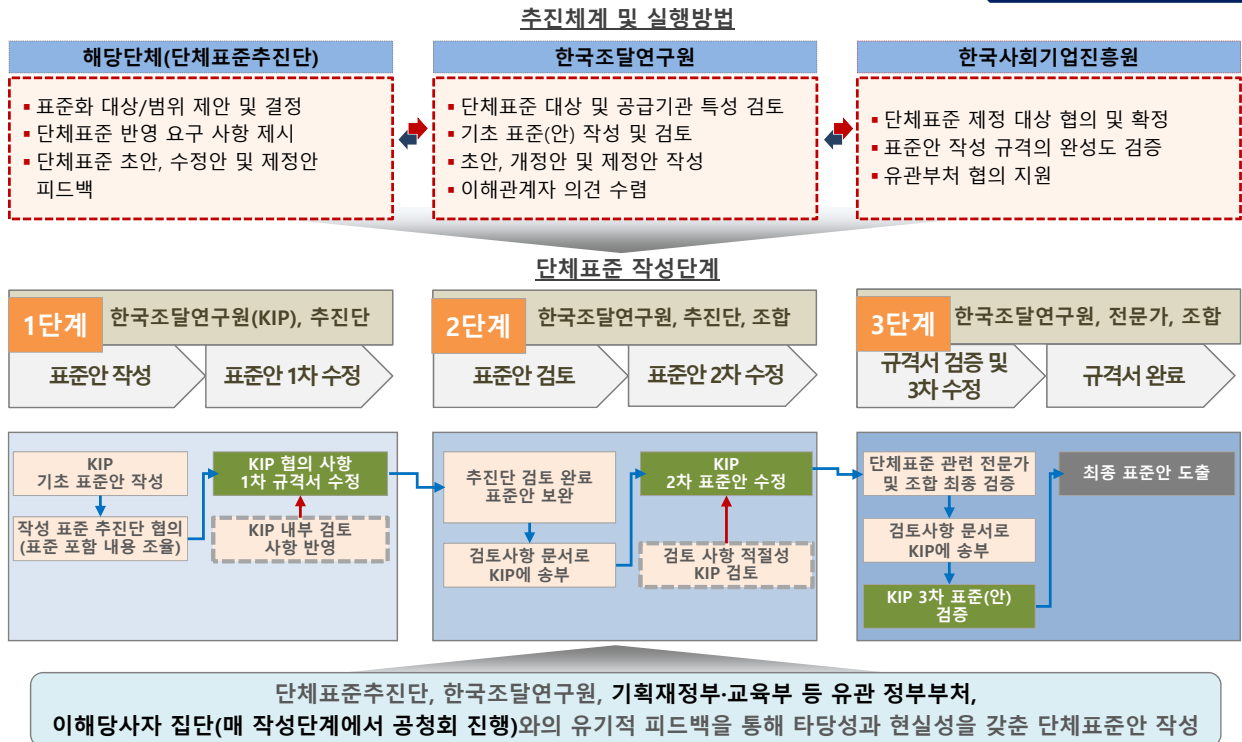 추진체계 및 실행방법
해당단체(단체표준추진단)
▪ 표준화 대상/범위 제안 및 결정
▪ 단체표준 반영 요구 사항 제시
▪ 단체표준 초안, 수정안 및 제정안
피드백
한국조달연구원
▪ 단체표준 대상 및 공급기관 특성 검토
▪ 기초 표준(안) 작성 및 검토
▪ 초안, 개정안 및 제정안 작성
▪ 이해관계자 의견 수렴
한국사회기업진흥원
▪ 단체표준 제정 대상 협의 및 확정
▪ 표준안 작성 규격의 완성도 검증
▪ 유관부처 협의 지원
단체표준 작성단계
1단계
한국조달연구원(KIP), 추진단
표준안 작성
표준안 1차 수정
2단계
한국조달연구원, 추진단, 조합
표준안 검토
표준안 2차 수정
3단계
한국조달연구원, 전문가, 조합
규격서 검증 및
3차 수정
규격서 완료
KIP
기초 표준안 작성
작성 표준 추진단 협의
(표준 포함 내용 조율)
KIP 협의 사항
1차 규격서 수정
KIP 내부 검토
사항 반영
추진단 검토 완료
표준안 보완
검토사항 문서로
KIP에 송부
KIP
2차 표준안 수정
검토 사항 적절성
KIP 검토
단체표준 관련 전문가
및 조합 최종 검증
검토사항 문서로
KIP에 송부
KIP 3차 표준(안)
검증
최종 표준안 도출
단체표준추진단, 한국조달연구원, 기획재정부·교육부 등 유관 정부부처,
이해당사자 집단(매 작성단계에서 공청회 진행)와의 유기적 피드백을 통해 타당성과 현실성을 갖춘 단체표준안 작성